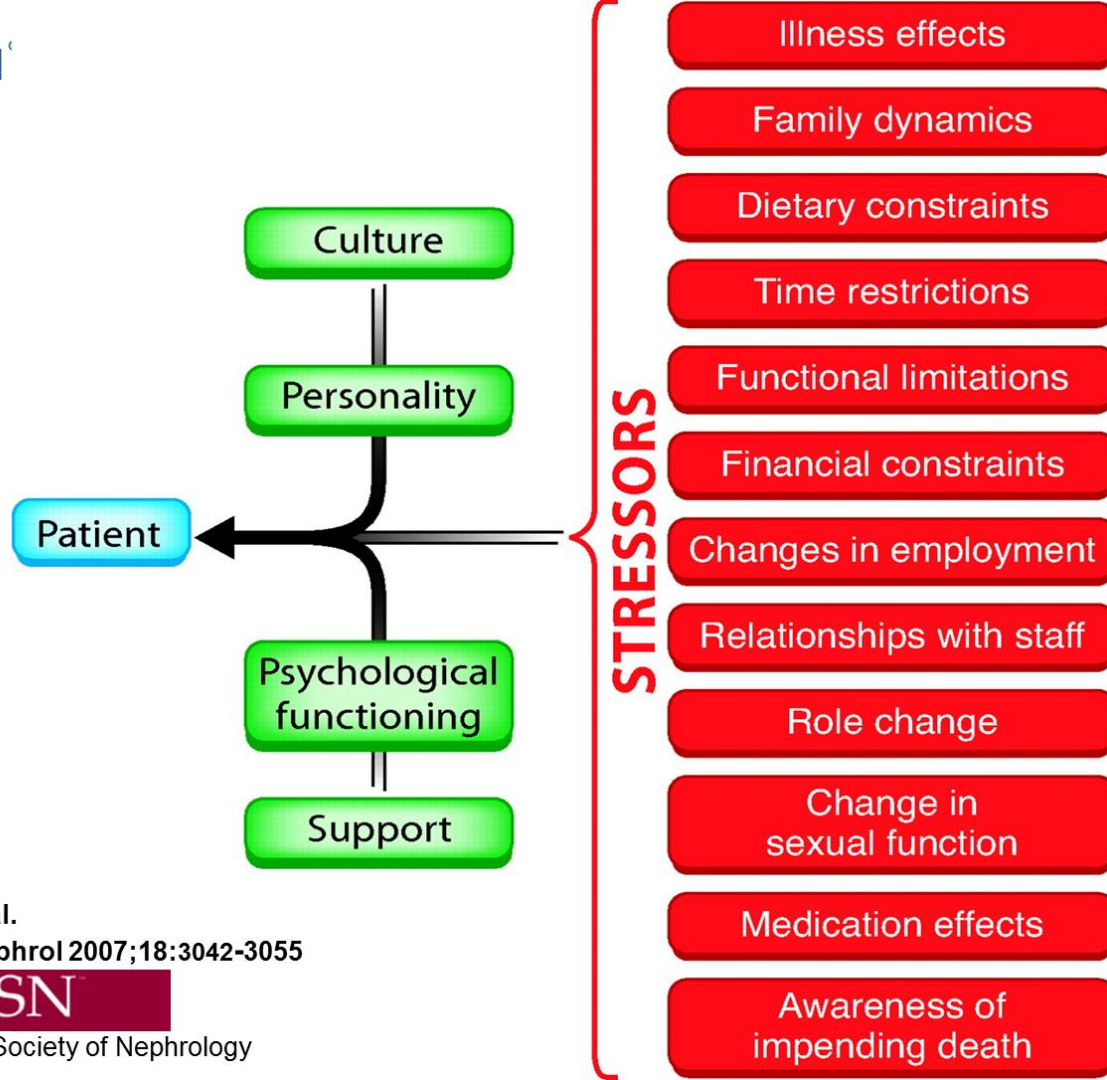 Culture
Personality
Patient
Psychological
functioning
Support
STRESSORS
Illness effects
Family dynamics
Dietary constraints
Time restrictions
Functional limitations
Financial constraints
Changes in employment
Relationships with staff
Role change
Change in
sexual function
Medication effects
Awareness of
impending death
al.
phrol 2007;18:3042-3055
SN
Society of Nephrology